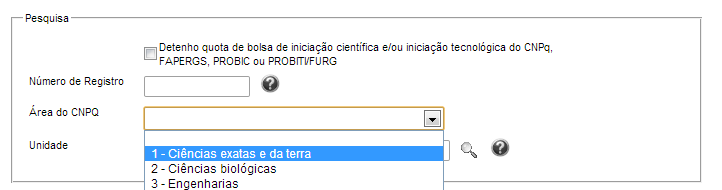 Pesquisa
Detenho quota de bolsa de iniciação científica e/ou iniciação tecnológica do CNPq,
FAPERGS, PROBIC ou PROBITI/FURG
Número de Registro
Área do CNPQ
Unidade
1 - Ciências exatas e da terra
2 - Ciências biológicas
3 - Engenharias